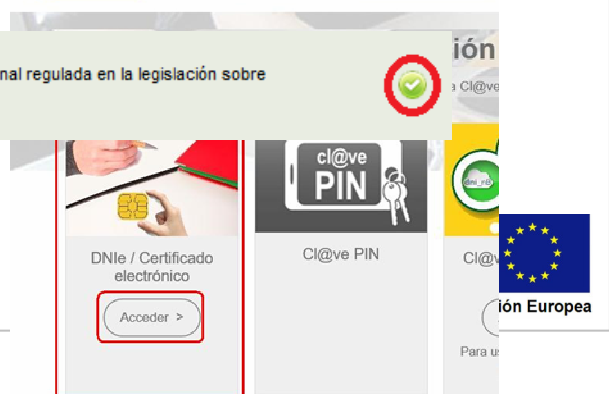 ión
nal regulada en la legislación sobre
a Cl@ve
cl@ve
PIN
DNIe / Certificado
electrónico
Cl@ve PIN
Cl@v
Acceder >
ión Europea
Para us